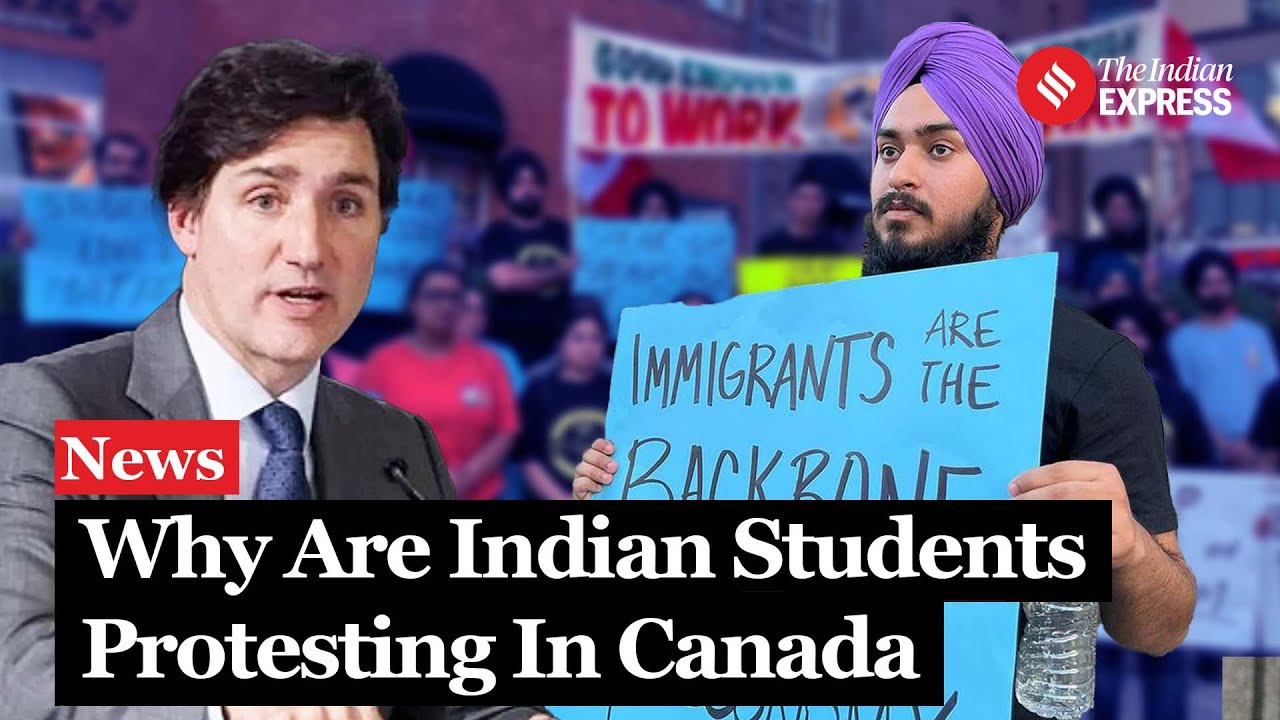 GOOD ENOUGH
TO WORK,
The Indian
EXPRESS
IMMIGRANTS ARE
THE
BACKBONE
ECONOMY
News
Why Are Indian Students
Protesting In Canada